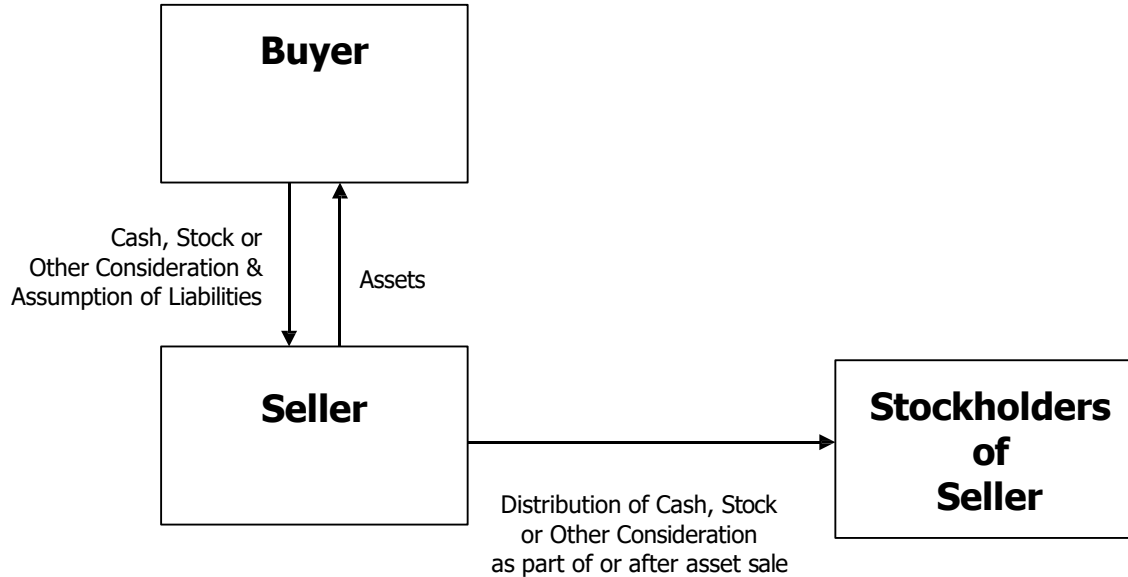 Buyer
Cash, Stock or
Other Consideration &
Assumption of Liabilities
Assets
Seller
Stockholders
of
Seller
Distribution of Cash, Stock
or Other Consideration
as part of or after asset sale